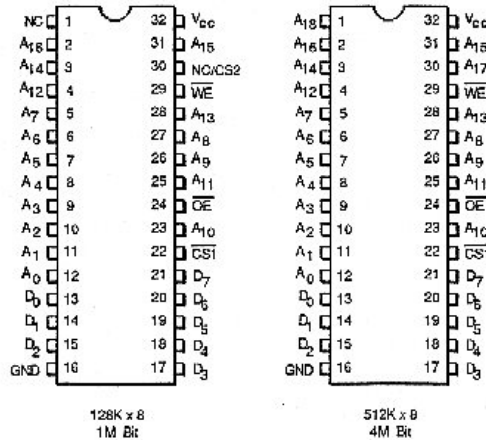 NC 1 32 Vcc
A16 2 31 A15
A14 3 30 NC/CS2
A12 4 29 WE
A7 5 28 A13
A6 6 27 A8
A5 7 26 A9
A4 8 25 A11
A3 9 24 OE
A2 10 23 A10
A1 11 22 CS1
A0 12 21 D7
D0 13 20 D6
D1 14 19 D5
D2 15 18 D4
GND 16 17 D3
128K x 8
1M Bit
A18 1 32 Vcc
A16 2 31 A15
A14 3 30 A17
A12 4 29 WE
A7 5 28 A13
A6 6 27 A8
A5 7 26 A9
A4 8 25 A11
A3 9 24 OE
A2 10 23 A10
A1 11 22 CS1
A0 12 21 D7
D0 13 20 D6
D1 14 19 D5
D2 15 18 D4
GND 16 17 D3
512K x 8
4M Bit